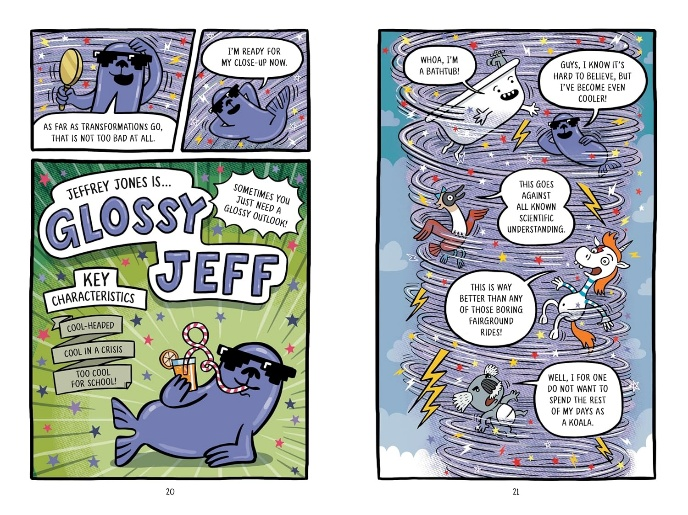 AS FAR AS TRANSFORMATIONS GO,
THAT IS NOT TOO BAD AT ALL.
I'M READY FOR
MY CLOSE-UP NOW.
JEFFREY JONES IS...
GLOSSY
JEFF
SOMETIMES YOU
JUST NEED A
GLOSSY OUTLOOK!
KEY
CHARACTERISTICS
COOL-HEADED
COOL IN A CRISIS
TOO COOL
FOR SCHOOL!
20
WHOA, I'M
A BATHTUB!
GUYS, I KNOW IT'S
HARD TO BELIEVE, BUT
I'VE BECOME EVEN
COOLER!
THIS GOES
AGAINST
ALL KNOWN
SCIENTIFIC
UNDERSTANDING.
THIS IS WAY
BETTER THAN ANY
OF THOSE BORING
FAIRGROUND
RIDES!
WELL, I FOR ONE
DO NOT WANT TO
SPEND THE REST
OF MY DAYS AS
A KOALA.
21